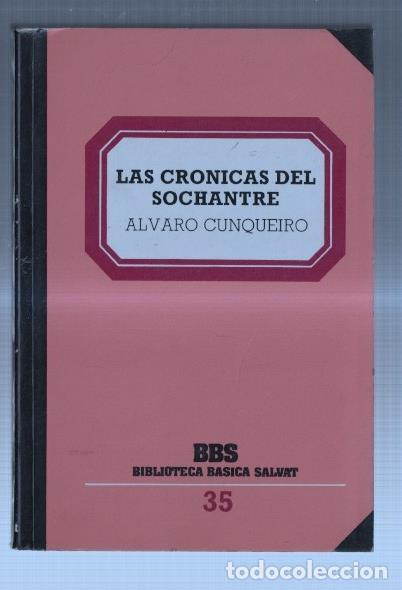 LAS CRONICAS DEL
SOCHANTRE
ALVARO CUNQUEIRO
BBS
BIBLIOTECA BASICA SALVAT
35
todocoleccion